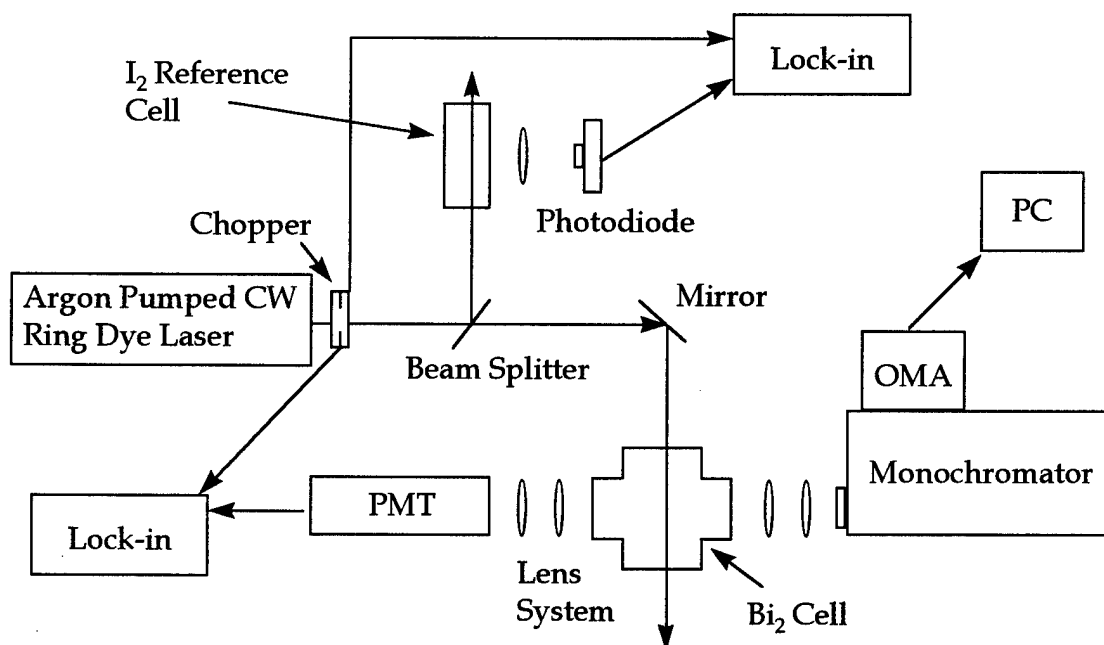 Lock-in
I₂ Reference
Cell
Photodiode
PC
Chopper
Argon Pumped CW
Ring Dye Laser
Mirror
Beam Splitter
OMA
Monochromator
PMT
Lock-in
Lens
System
Bi₂ Cell